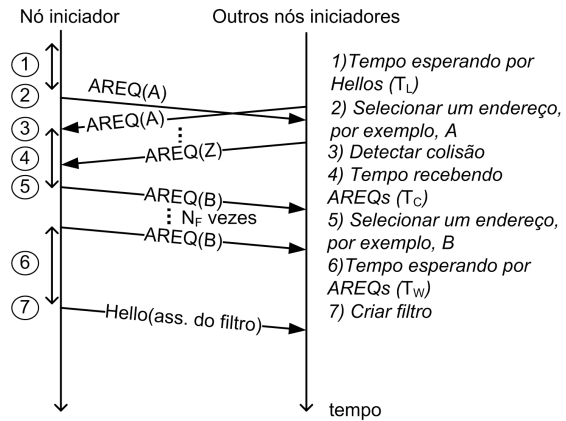 Nó iniciador
Outros nós iniciadores
1
2
3
4
5
6
7
AREQ(A)
AREQ(A)
AREQ(Z)
AREQ(B)
N_F vezes
AREQ(B)
Hello(ass. do filtro)
tempo
1)Tempo esperando por
Hellos (T_L)
2) Selecionar um endereço,
por exemplo, A
3) Detectar colisão
4) Tempo recebendo
AREQs (T_C)
5) Selecionar um endereço,
por exemplo, B
6)Tempo esperando por
AREQs (T_W)
7) Criar filtro